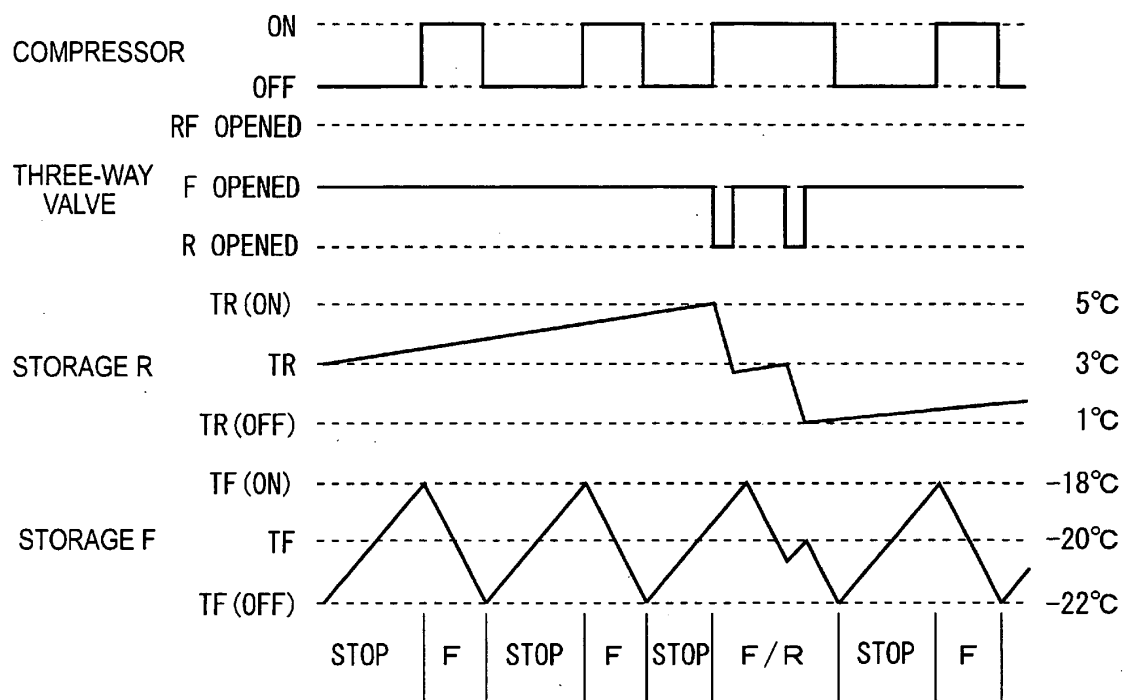 ON
COMPRESSOR
OFF
RF OPENED
THREE-WAY
VALVE
F OPENED
R OPENED
TR(ON) 5°C
STORAGE R TR 3°C
TR(OFF) 1°C
TF(ON) -18°C
STORAGE F TF -20°C
TF(OFF) -22°C
STOP F STOP F STOP F/R STOP F